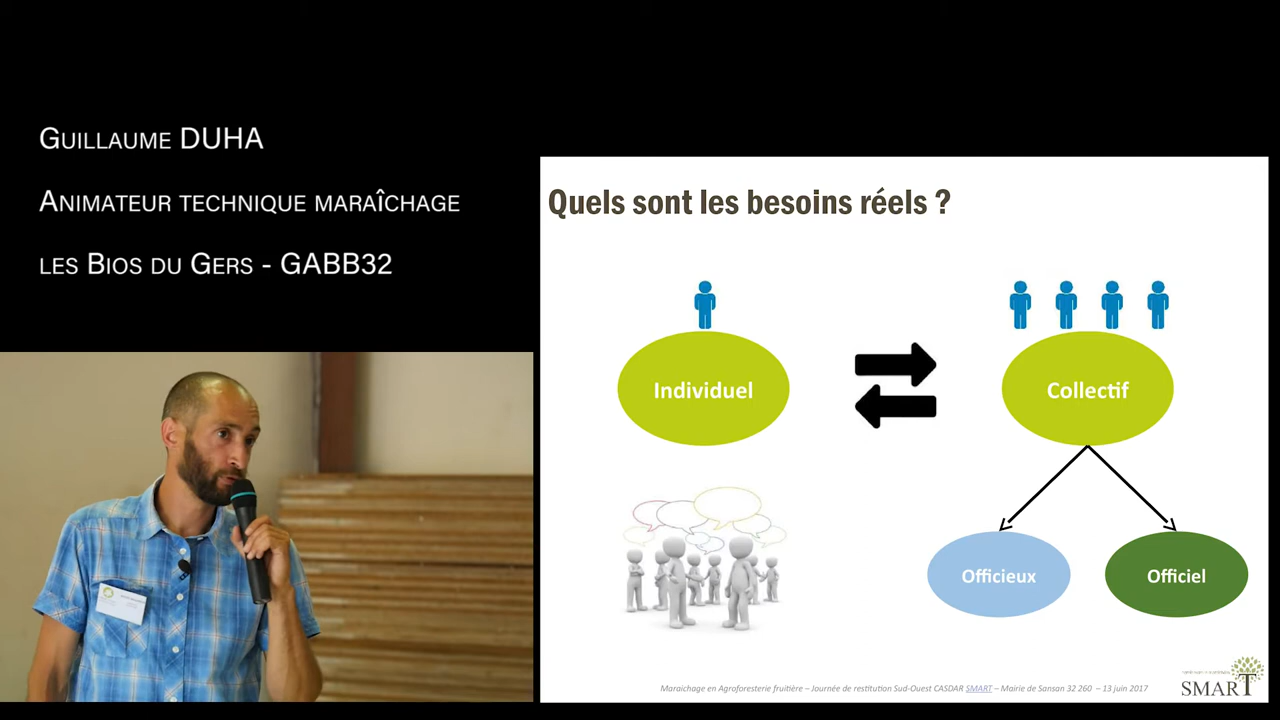 Guillaume DUHA
Animateur technique maraîchage
les Bios du Gers - GABB32
Quels sont les besoins réels ?
Individuel
Collectif
Officieux
Officiel
Maraichage en Agroforesterie fruitière – Journée de restitution Sud-Ouest CASDAR SMART – Mairie de Sansan 32 260 – 13 juin 2017
SMART